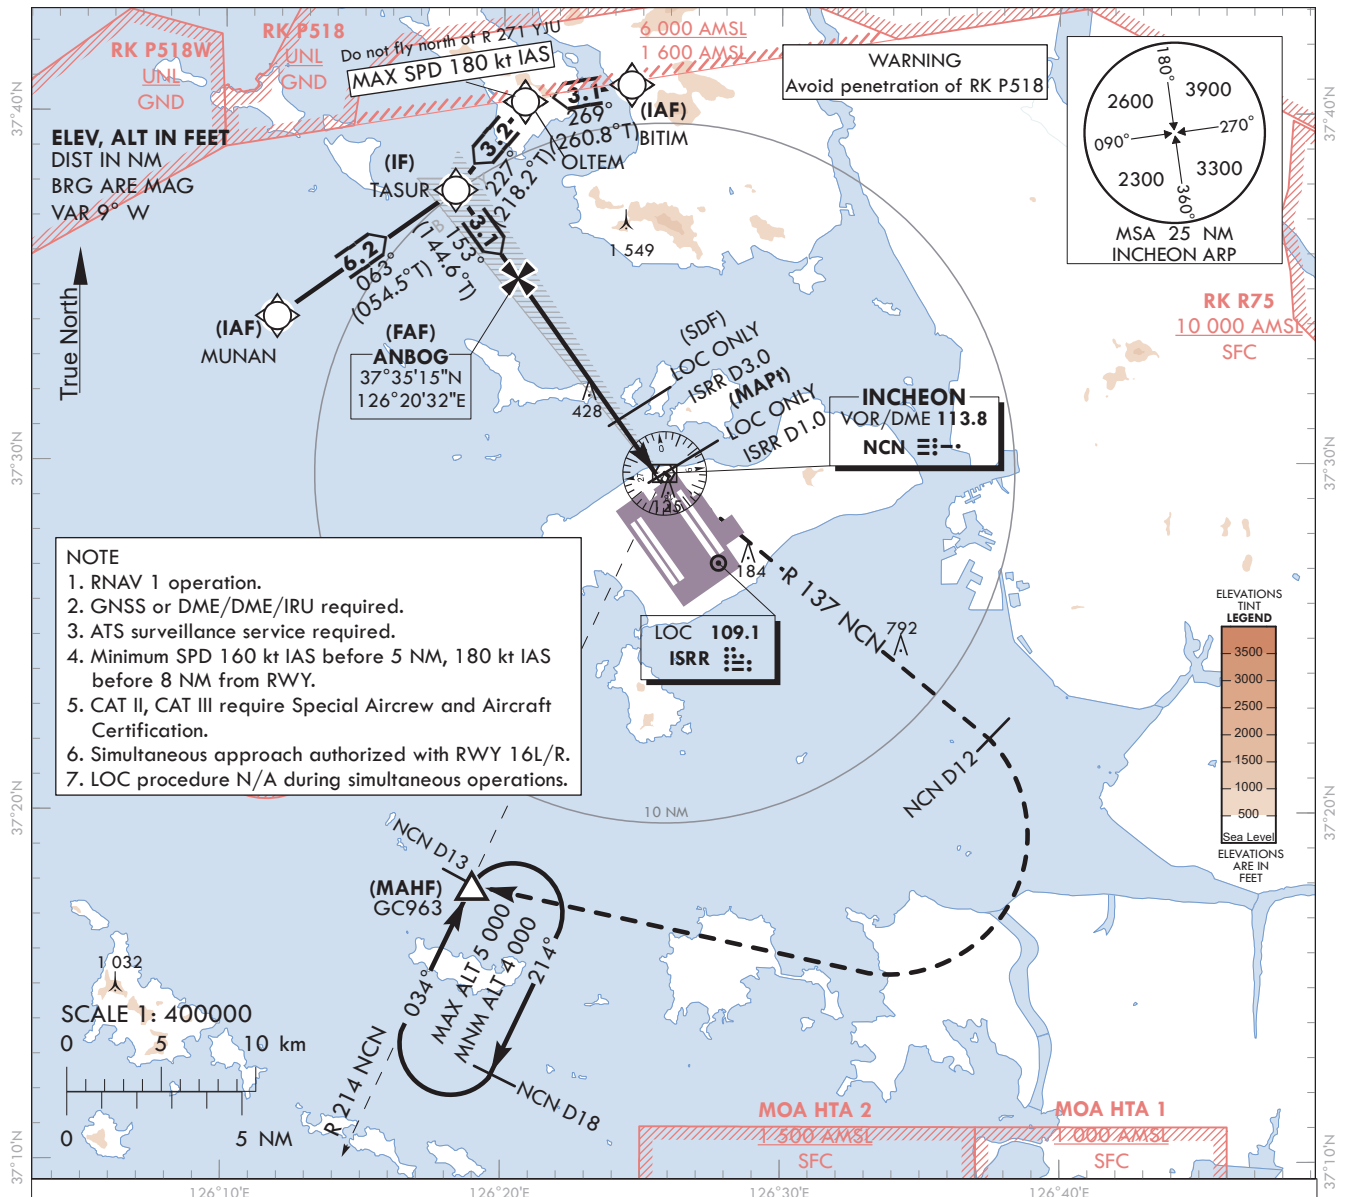 RK P518W
UNL
GND
RK P518
UNL
GND
Do not fly north of R 271 YJU
MAX SPD 180 kt IAS
6 000 AMSL
1 600 AMSL
WARNING
Avoid penetration of RK P518
180°
2600
3900
090°
270°
2300
3300
360°
MSA 25 NM
INCHEON ARP
37°40'N
37°40'N
ELEV, ALT IN FEET
DIST IN NM
BRG ARE MAG
VAR 9° W
True North
(IF)
TASUR
3.1
269°
(260.8°T)
(IAF)
BITIM
OLTEM
3.2
227°
(218.2°T)
3.1
153°
(144.6°T)
6.2
063°
(054.5°T)
(IAF)
MUNAN
1 549
(FAF)
ANBOG
37°35'15"N
126°20'32"E
RK R75
10 000 AMSL
SFC
(SDF)
LOC ONLY
ISRR D3.0
(MAPt)
LOC ONLY
ISRR D1.0
428
INCHEON
VOR/DME 113.8
NCN
37°30'N
37°30'N
0
27
125
184
LOC 109.1
ISRR
R 137 NCN
792
NOTE
1. RNAV 1 operation.
2. GNSS or DME/DME/IRU required.
3. ATS surveillance service required.
4. Minimum SPD 160 kt IAS before 5 NM, 180 kt IAS
before 8 NM from RWY.
5. CAT II, CAT III require Special Aircrew and Aircraft
Certification.
6. Simultaneous approach authorized with RWY 16L/R.
7. LOC procedure N/A during simultaneous operations.
ELEVATIONS
TINT
LEGEND
3500
3000
2500
2000
1500
1000
500
Sea Level
ELEVATIONS
ARE IN
FEET
NCN D12
10 NM
37°20'N
37°20'N
NCN D13
(MAHF)
GC963
MAX ALT 5 000
MNM ALT 4 000
034°
214°
R 214 NCN
NCN D18
1 032
SCALE 1: 400000
0 5 10 km
0 5 NM
MOA HTA 2
1 500 AMSL
SFC
MOA HTA 1
1 000 AMSL
SFC
37°10'N
37°10'N
126°10'E
126°20'E
126°30'E
126°40'E